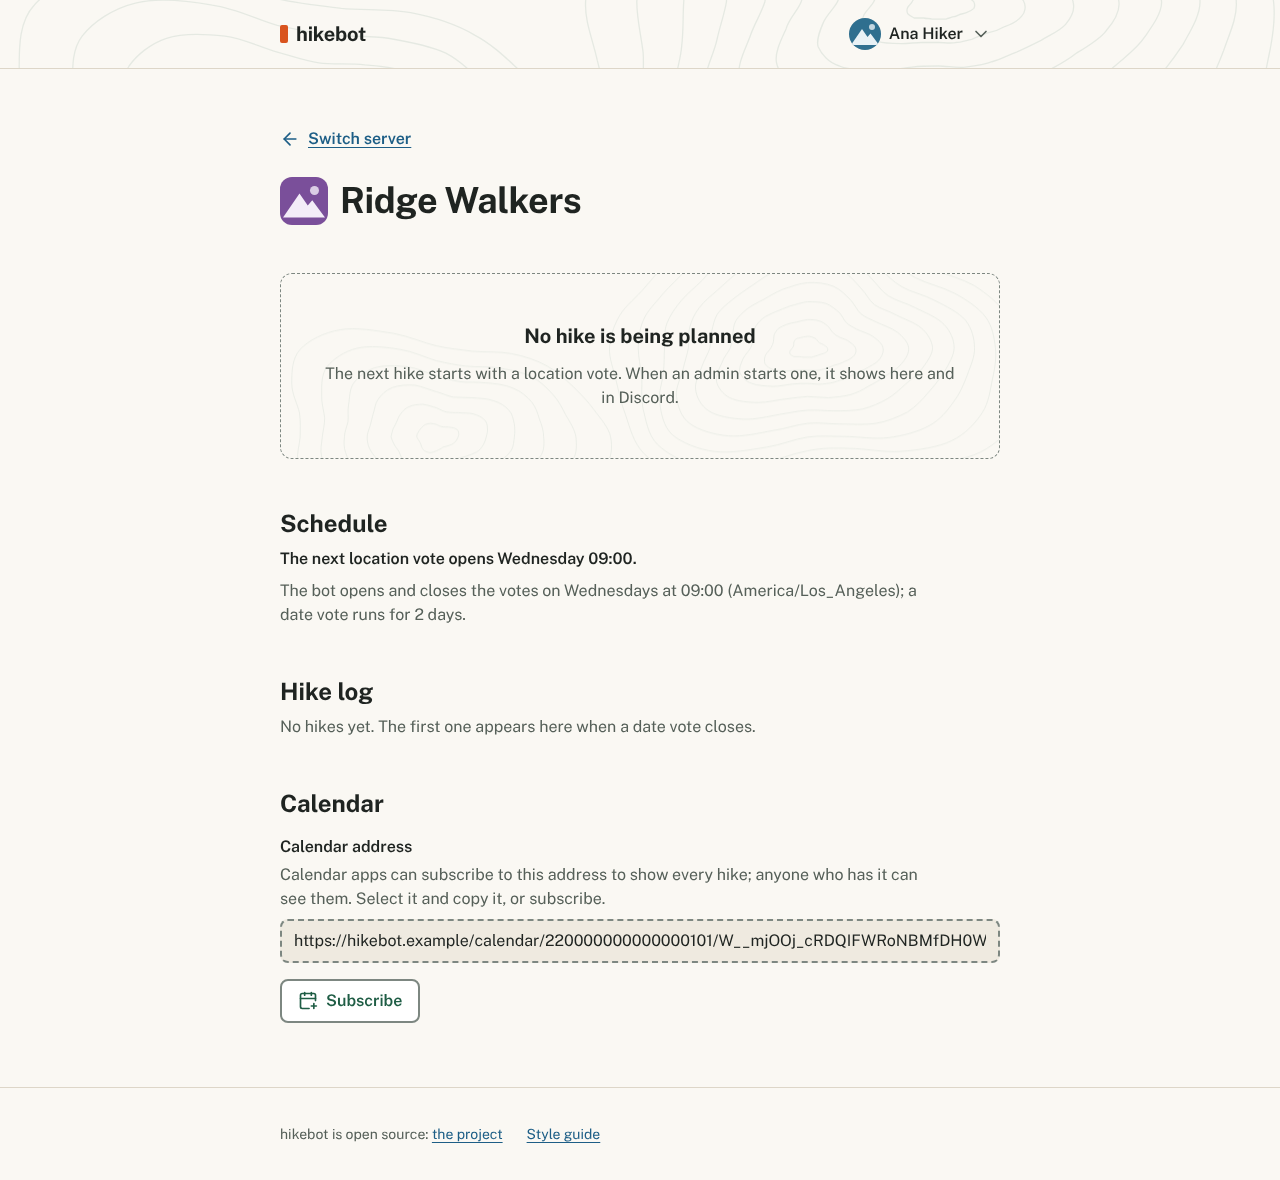 hikebot
Ana Hiker
Switch server
Ridge Walkers
No hike is being planned
The next hike starts with a location vote. When an admin starts one, it shows here and
in Discord.
Schedule
The next location vote opens Wednesday 09:00.
The bot opens and closes the votes on Wednesdays at 09:00 (America/Los_Angeles); a
date vote runs for 2 days.
Hike log
No hikes yet. The first one appears here when a date vote closes.
Calendar
Calendar address
Calendar apps can subscribe to this address to show every hike; anyone who has it can
see them. Select it and copy it, or subscribe.
https://hikebot.example/calendar/220000000000000101/W__mjOOj_cRDQIFWRoNBMfDH0W
Subscribe
hikebot is open source: the project
Style guide